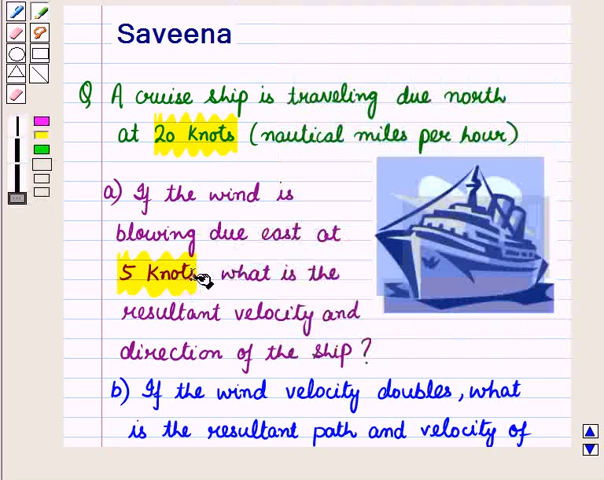 Saveena
Q A cruise ship is traveling due north
at 20 Knots (nautical miles per hour)
a) If the wind is
blowing due east at
5 Knots, what is the
resultant velocity and
direction of the ship?
b) If the wind velocity doubles, what
is the resultant path and velocity of